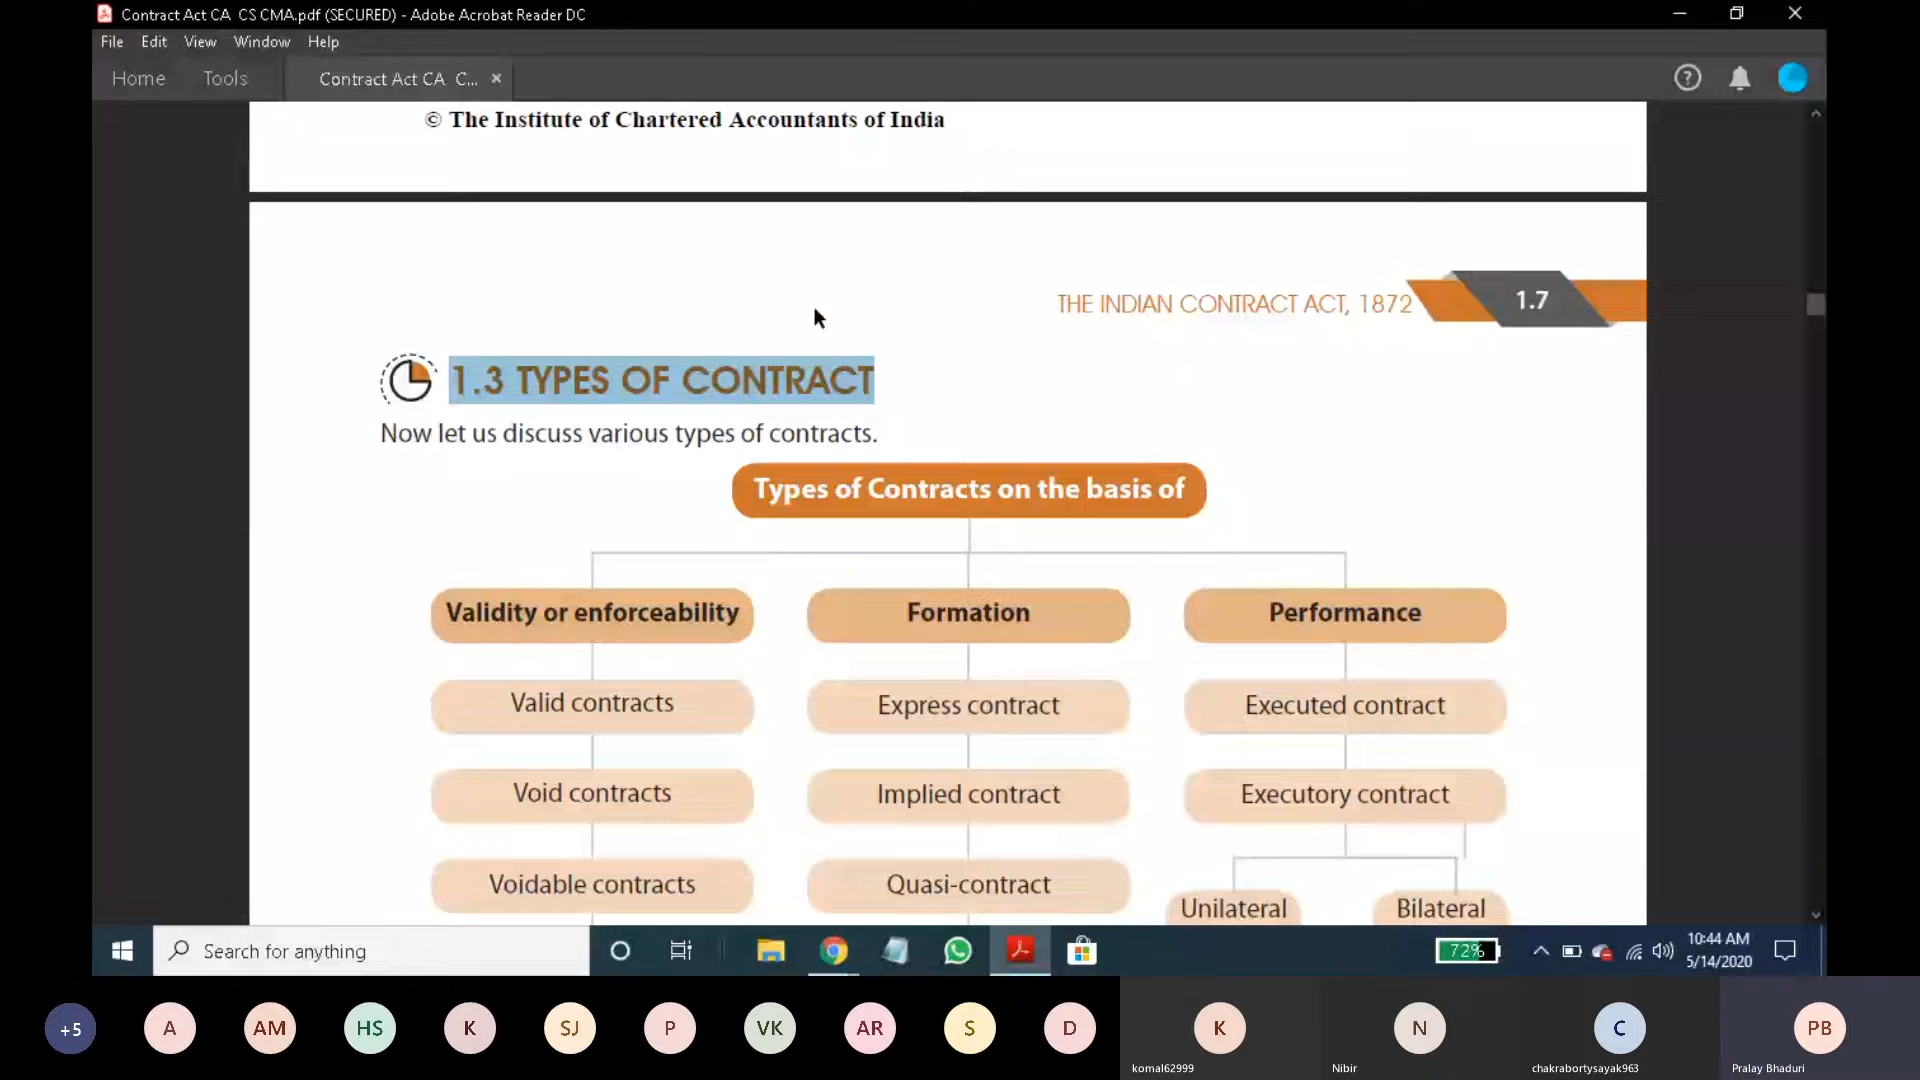 Contract Act CA CS CMA.pdf (SECURED) - Adobe Acrobat Reader DC
File Edit View Window Help
Home Tools Contract Act CA C... ×
© The Institute of Chartered Accountants of India
THE INDIAN CONTRACT ACT, 1872 1.7
1.3 TYPES OF CONTRACT
Now let us discuss various types of contracts.
Types of Contracts on the basis of
Validity or enforceability Formation Performance
Valid contracts Express contract Executed contract
Void contracts Implied contract Executory contract
Voidable contracts Quasi-contract
Unilateral Bilateral
Search for anything
72%
10:44 AM
5/14/2020
+5 A AM HS K SJ P VK AR S D K N C PB
komal62999 Nibir chakrabortysayak963 Pralay Bhaduri